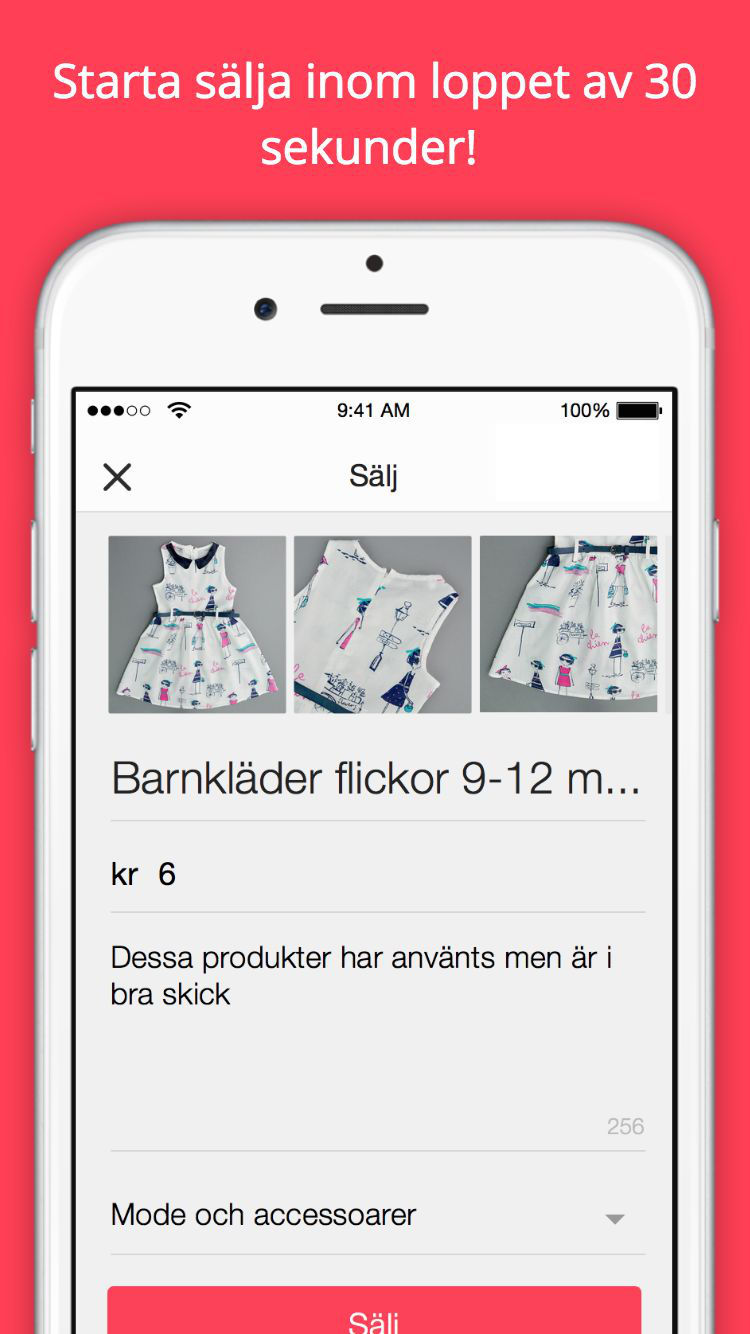 Starta sälja inom loppet av 30
sekunder!
9:41 AM
100%
Sälj
Barnkläder flickor 9-12 m...
kr 6
Dessa produkter har använts men är i
bra skick
256
Mode och accessoarer
Sälj